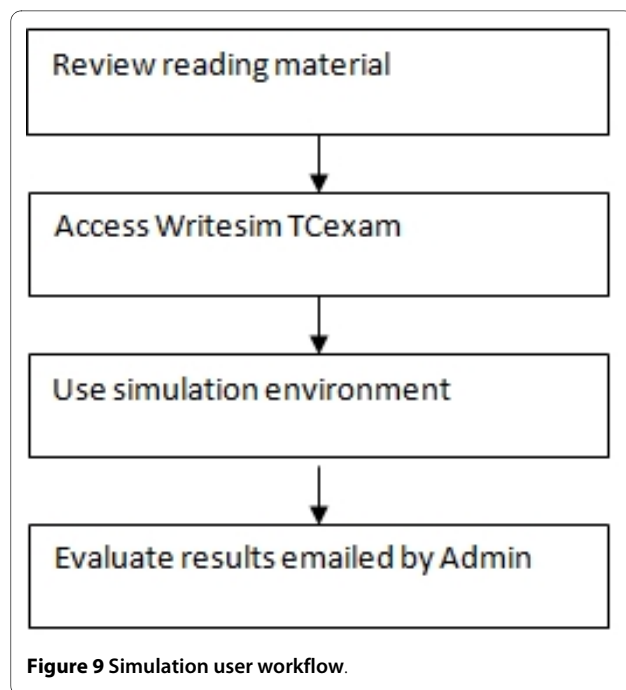 Review reading material
Access Writesim TCexam
Use simulation environment
Evaluate results emailed by Admin
Figure 9 Simulation user workflow.